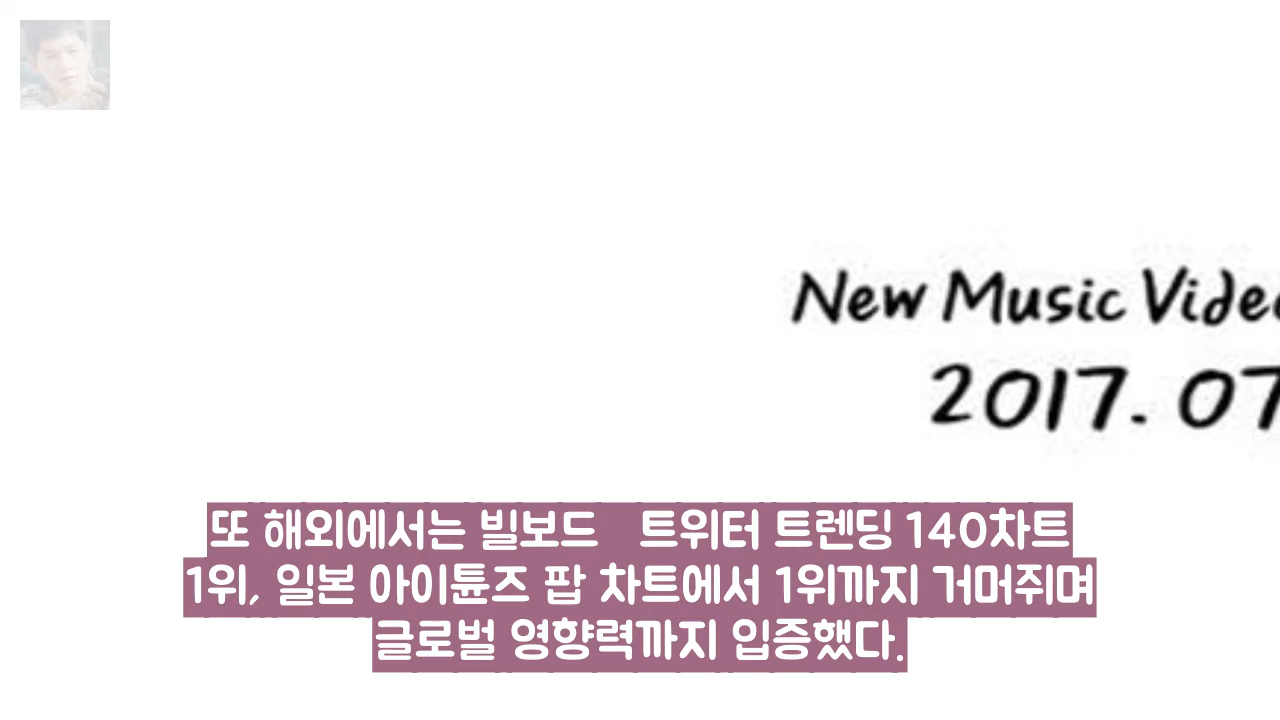 New Music Vide
2017. 07
또 해외에서는 빌보드 트위터 트렌딩 140차트
1위, 일본 아이튠즈 팝 차트에서 1위까지 거머쥐며
글로벌 영향력까지 입증했다.